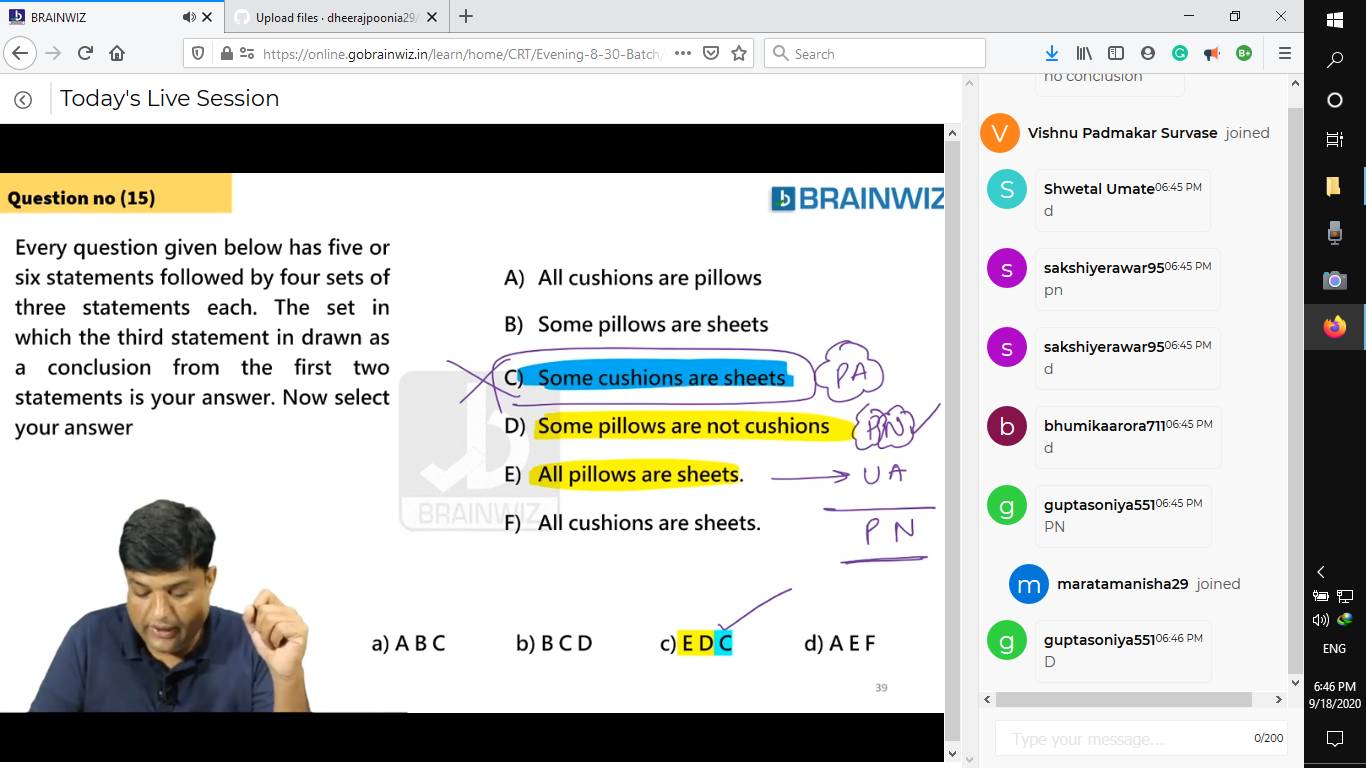 BRAINWIZ
Upload files · dheerajpoonia29/
https://online.gobrainwiz.in/learn/home/CRT/Evening-8-30-Batch/
Search
Today's Live Session
Question no (15)
BRAINWIZ
Every question given below has five or
six statements followed by four sets of
three statements each. The set in
which the third statement in drawn as
a conclusion from the first two
statements is your answer. Now select
your answer
A) All cushions are pillows
B) Some pillows are sheets
C) Some cushions are sheets
PA
D) Some pillows are not cushions
PN
E) All pillows are sheets.
UA
F) All cushions are sheets.
PN
BRAINWIZ
a) A B C
b) B C D
c) E D C
d) A E F
39
no conclusion
V
Vishnu Padmakar Survase joined
S
Shwetal Umate 06:45 PM
d
s
sakshiyerawar95 06:45 PM
pn
s
sakshiyerawar95 06:45 PM
d
b
bhumikaarora711 06:45 PM
d
g
guptasoniya551 06:45 PM
PN
m
maratamanisha29 joined
g
guptasoniya551 06:46 PM
D
Type your message...
0/200
ENG
6:46 PM
9/18/2020